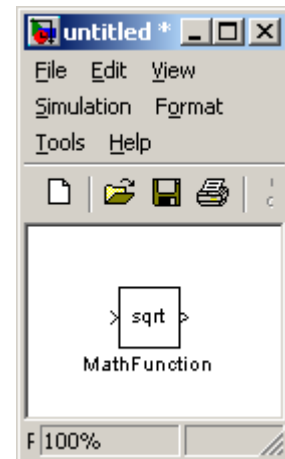 untitled *
File Edit View
Simulation Format
Tools Help
sqrt
MathFunction
F 100%